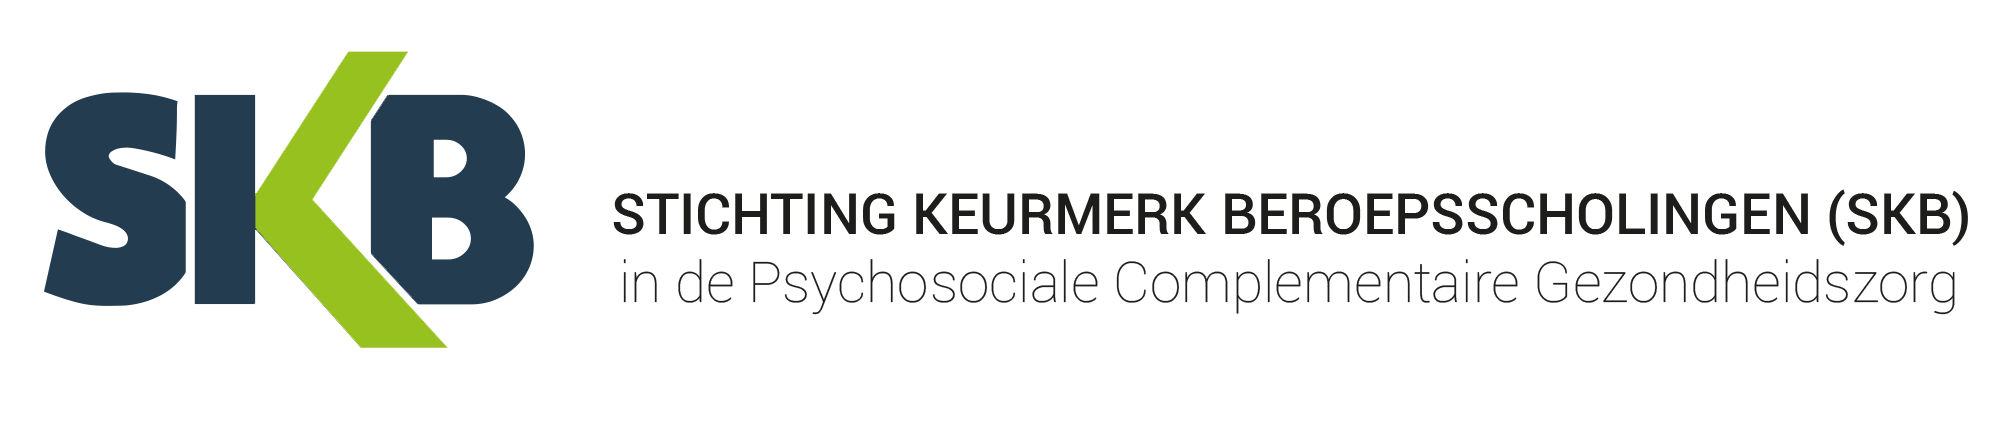 SKB
STICHTING KEURMERK BEROEPSSCHOLINGEN (SKB)
in de Psychosociale Complementaire Gezondheidszorg